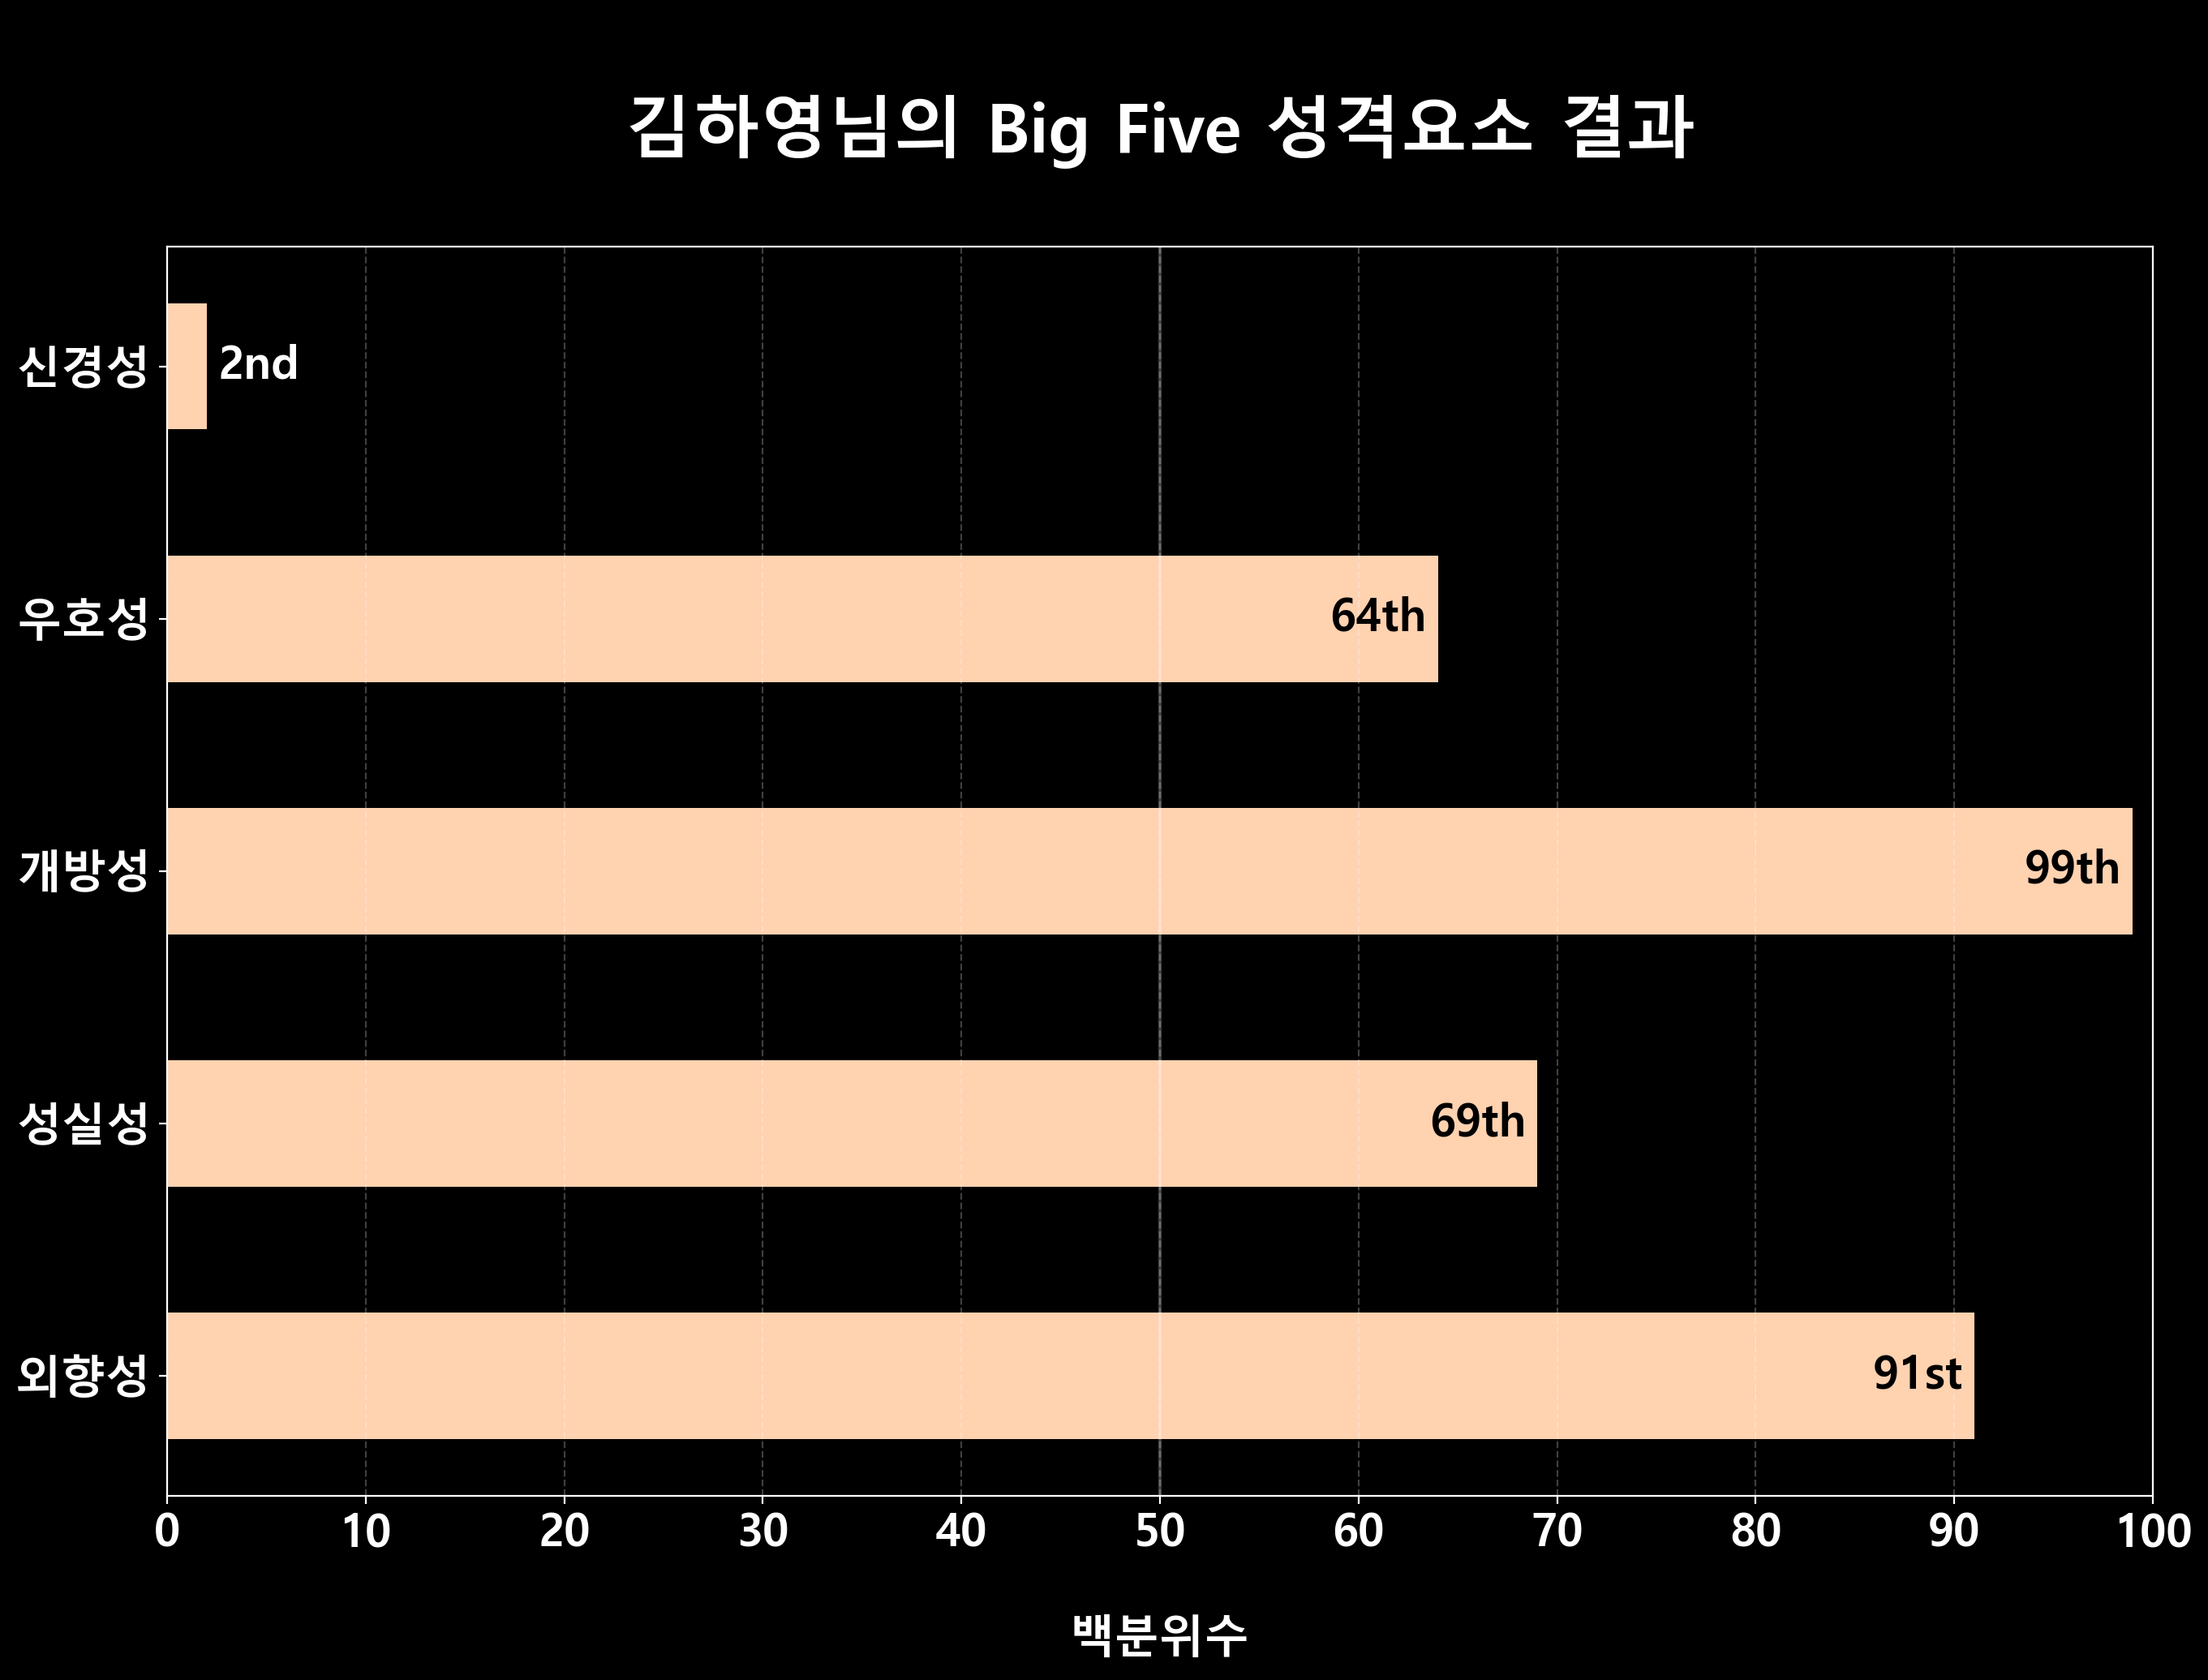 김하영님의 Big Five 성격요소 결과
신경성 2nd
우호성 64th
개방성 99th
성실성 69th
외향성 91st
0 10 20 30 40 50 60 70 80 90 100
백분위수